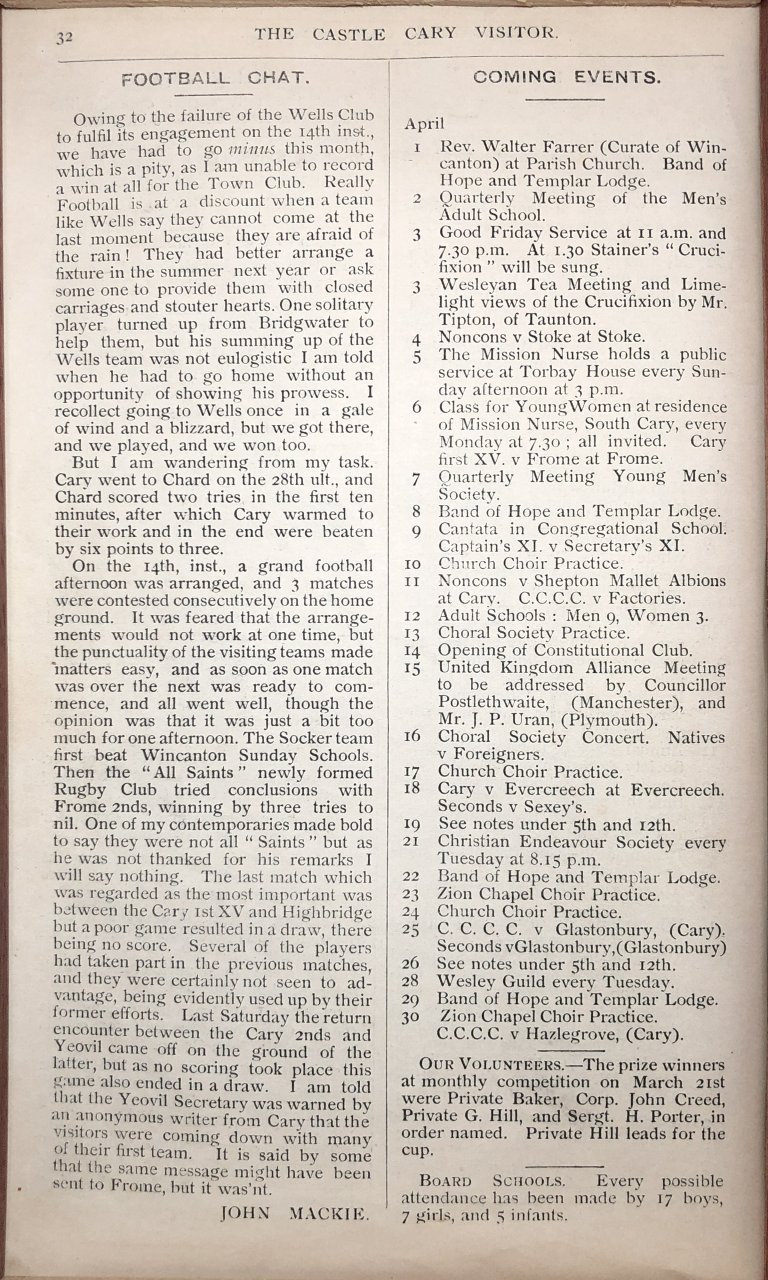 32
THE CASTLE CARY VISITOR.
FOOTBALL CHAT.
Owing to the failure of the Wells Club
to fulfil its engagement on the 14th inst.,
we have had to go minus this month,
which is a pity, as I am unable to record
a win at all for the Town Club. Really
Football is at a discount when a team
like Wells say they cannot come at the
last moment because they are afraid of
the rain! They had better arrange a
fixture in the summer next year or ask
some one to provide them with closed
carriages and stouter hearts. One solitary
player turned up from Bridgwater to
help them, but his summing up of the
Wells team was not eulogistic I am told
when he had to go home without an
opportunity of showing his prowess. I
recollect going to Wells once in a gale
of wind and a blizzard, but we got there,
and we played, and we won too.
But I am wandering from my task.
Cary went to Chard on the 28th ult., and
Chard scored two tries in the first ten
minutes, after which Cary warmed to
their work and in the end were beaten
by six points to three.
On the 14th, inst., a grand football
afternoon was arranged, and 3 matches
were contested consecutively on the home
ground. It was feared that the arrange-
ments would not work at one time, but
the punctuality of the visiting teams made
matters easy, and as soon as one match
was over the next was ready to com-
mence, and all went well, though the
opinion was that it was just a bit too
much for one afternoon. The Socker team
first beat Wincanton Sunday Schools.
Then the "All Saints" newly formed
Rugby Club tried conclusions with
Frome 2nds, winning by three tries to
nil. One of my contemporaries made bold
to say they were not all "Saints" but as
he was not thanked for his remarks I
will say nothing. The last match which
was regarded as the most important was
between the Cary 1st XV and Highbridge
but a poor game resulted in a draw, there
being no score. Several of the players
had taken part in the previous matches,
and they were certainly not seen to ad-
vantage, being evidently used up by their
former efforts. Last Saturday the return
encounter between the Cary 2nds and
Yeovil came off on the ground of the
latter, but as no scoring took place this
game also ended in a draw. I am told
that the Yeovil Secretary was warned by
an anonymous writer from Cary that the
visitors were coming down with many
of their first team. It is said by some
that the same message might have been
sent to Frome, but it was'nt.
JOHN MACKIE.
COMING EVENTS.
April
1 Rev. Walter Farrer (Curate of Win-
canton) at Parish Church. Band of
Hope and Templar Lodge.
2 Quarterly Meeting of the Men's
Adult School.
3 Good Friday Service at 11 a.m. and
7.30 p.m. At 1.30 Stainer's "Cruci-
fixion" will be sung.
3 Wesleyan Tea Meeting and Lime-
light views of the Crucifixion by Mr.
Tipton, of Taunton.
4 Noncons v Stoke at Stoke.
5 The Mission Nurse holds a public
service at Torbay House every Sun-
day afternoon at 3 p.m.
6 Class for YoungWomen at residence
of Mission Nurse, South Cary, every
Monday at 7.30 ; all invited. Cary
first XV. v Frome at Frome.
7 Quarterly Meeting Young Men's
Society.
8 Band of Hope and Templar Lodge.
9 Cantata in Congregational School.
Captain's XI. v Secretary's XI.
10 Church Choir Practice.
11 Noncons v Shepton Mallet Albions
at Cary. C.C.C.C. v Factories.
12 Adult Schools : Men 9, Women 3.
13 Choral Society Practice.
14 Opening of Constitutional Club.
15 United Kingdom Alliance Meeting
to be addressed by Councillor
Postlethwaite, (Manchester), and
Mr. J. P. Uran, (Plymouth).
16 Choral Society Concert. Natives
v Foreigners.
17 Church Choir Practice.
18 Cary v Evercreech at Evercreech.
Seconds v Sexey's.
19 See notes under 5th and 12th.
21 Christian Endeavour Society every
Tuesday at 8.15 p.m.
22 Band of Hope and Templar Lodge.
23 Zion Chapel Choir Practice.
24 Church Choir Practice.
25 C. C. C. C. v Glastonbury, (Cary).
Seconds vGlastonbury,(Glastonbury)
26 See notes under 5th and 12th.
28 Wesley Guild every Tuesday.
29 Band of Hope and Templar Lodge.
30 Zion Chapel Choir Practice.
C.C.C.C. v Hazlegrove, (Cary).
OUR VOLUNTEERS.—The prize winners
at monthly competition on March 21st
were Private Baker, Corp. John Creed,
Private G. Hill, and Sergt. H. Porter, in
order named. Private Hill leads for the
cup.
BOARD SCHOOLS. Every possible
attendance has been made by 17 boys,
7 girls, and 5 infants.